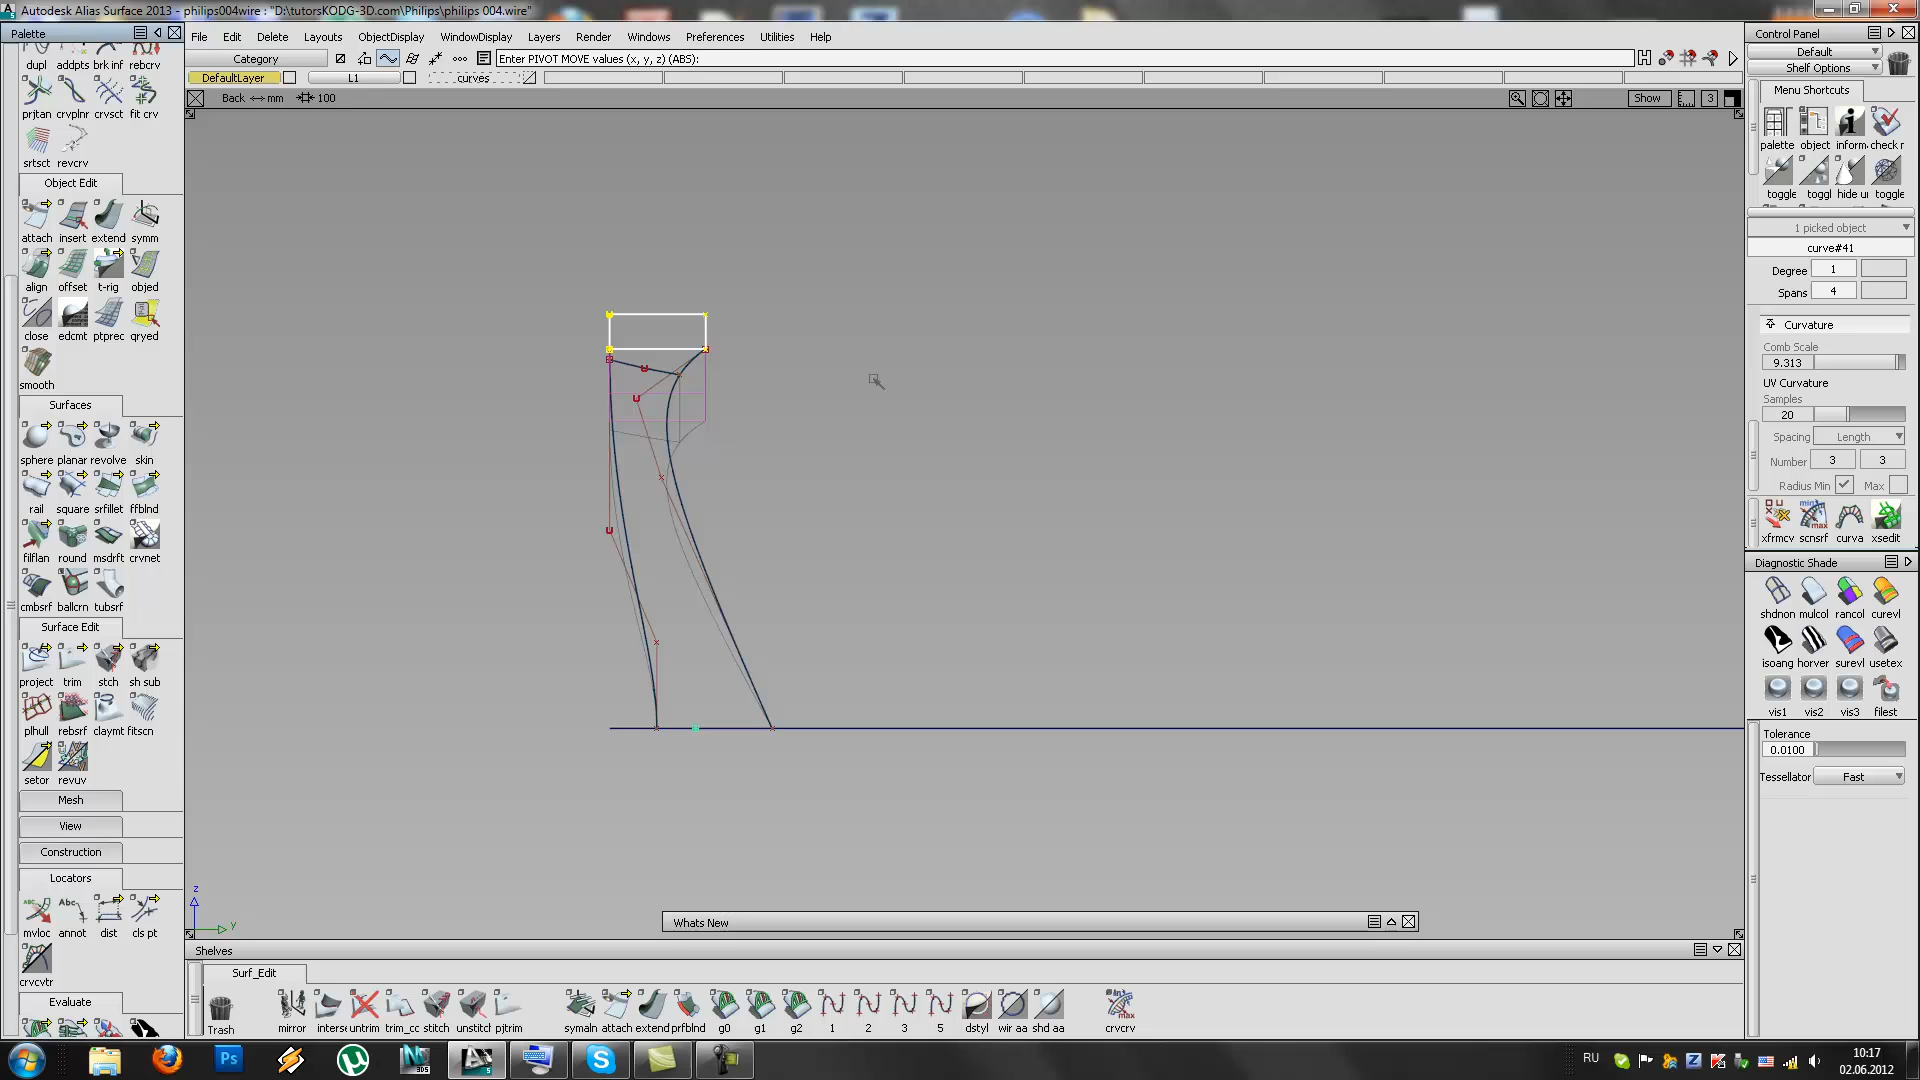 Autodesk Alias Surface 2013 - philips004wire : "D:\tutorsKODG-3D.com\Philips\philips 004.wire"
Palette
File Edit Delete Layouts ObjectDisplay WindowDisplay Layers Render Windows Preferences Utilities Help
Category
Enter PIVOT MOVE values (x, y, z) (ABS):
DefaultLayer L1 curves
Back mm 100
Show 3
dupl addpts brk inf rebcrv
prjtan crvplnr crvsct fit crv
srtsct revcrv
Object Edit
attach insert extend symm
align offset t-rig objed
close edcmt ptprec qryed
smooth
Surfaces
sphere planar revolve skin
rail square srfillet ffblnd
filflan round msdrft crvnet
cmbsrf ballcrn tubsrf
Surface Edit
project trim stch sh sub
plhull rebsrf claymt fitscn
setor revuv
Mesh
View
Construction
Locators
mvloc annot dist cls pt
crvcvtr
Evaluate
z
y
Whats New
Shelves
Surf_Edit
Trash mirror interse untrim trim_cc stitch unstitch pjtrim symaln attach extend prfblnd g0 g1 g2 1 2 3 5 dstyl wir aa shd aa crvcrv
Control Panel
Default
Shelf Options
Menu Shortcuts
palette object inform. check r
toggle toggl hide u toggle
1 picked object
curve#41
Degree 1
Spans 4
Curvature
Comb Scale
9.313
UV Curvature
Samples
20
Spacing Length
Number 3 3
Radius Min Max
xfrmcv scnsrf curva xsedit
Diagnostic Shade
shdnon mulcol rancol curevl
isoang horver surevl usetex
vis1 vis2 vis3 filest
Tolerance
0.0100
Tessellator Fast
RU
10:17
02.06.2012